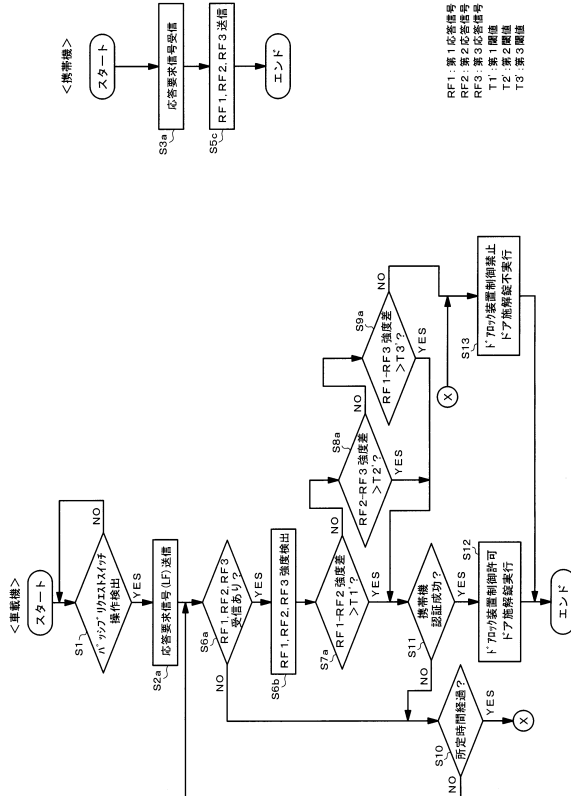 <車載機>
スタート
S1
パッシブリクエストスイッチ
操作検出
NO
YES
S2a
応答要求信号(LF)送信
S6a
RF1, RF2, RF3
受信あり?
NO
YES
S6b
RF1, RF2, RF3強度検出
S7a
RF1-RF2強度差
>T1'?
NO
YES
S8a
RF2-RF3強度差
>T2'?
NO
YES
S9a
RF1-RF3強度差
>T3'?
NO
YES
X
S11
携帯機
認証成功?
NO
YES
S10
所定時間経過?
NO
YES
X
S12
ドアロック装置制御許可
ドア施解錠実行
S13
ドアロック装置制御禁止
ドア施解錠不実行
エンド
<携帯機>
スタート
S3a
応答要求信号受信
S5c
RF1, RF2, RF3送信
エンド
RF1:第1応答信号
RF2:第2応答信号
RF3:第3応答信号
T1':第1閾値
T2':第2閾値
T3':第3閾値